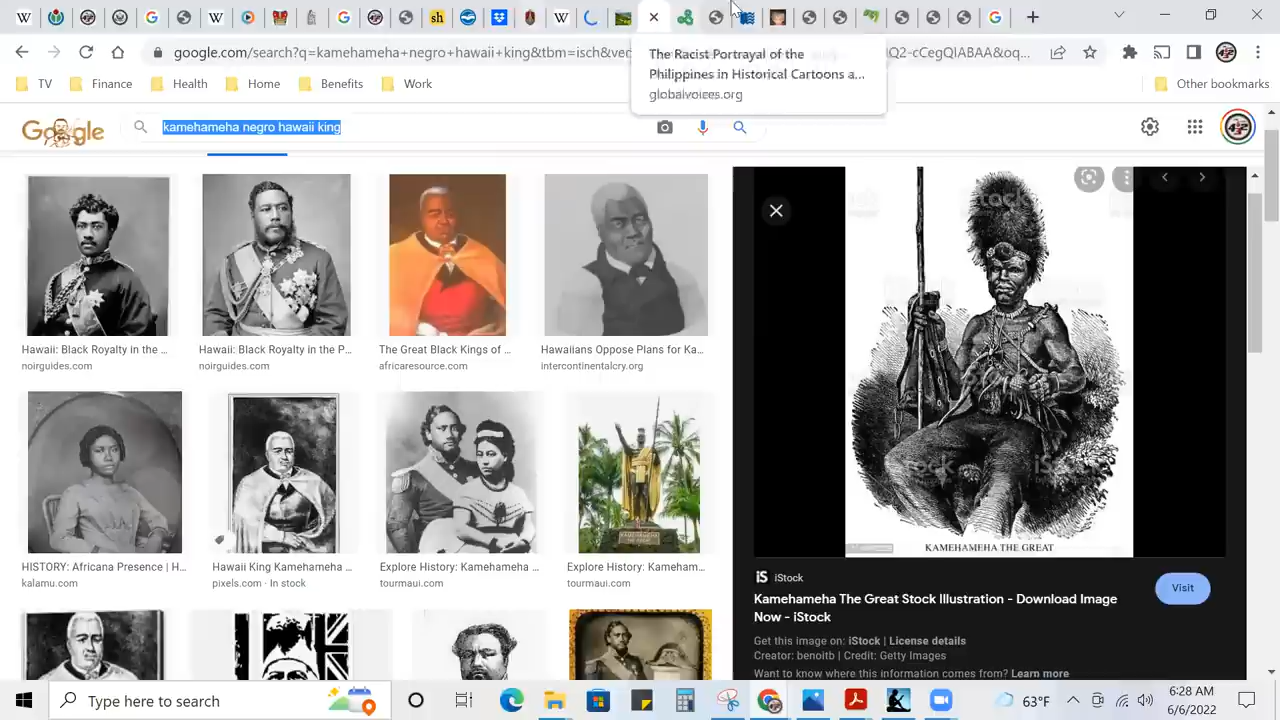 google.com/search?q=kamehameha+negro+hawaii+king&tbm=isch&vec
Q2-cCegQIABAA&oq...
The Racist Portrayal of the
Philippines in Historical Cartoons a...
globalvoices.org
TV
Finance
Health
Home
Benefits
Work
Other bookmarks
Google
kamehameha negro hawaii king
Hawaii: Black Royalty in the ...
noirguides.com
Hawaii: Black Royalty in the P...
noirguides.com
The Great Black Kings of ...
africaresource.com
Hawaiians Oppose Plans for Ka...
intercontinentalcry.org
HISTORY: Africana Presence | H...
kalamu.com
Hawaii King Kamehameha ...
pixels.com · In stock
Explore History: Kamehameha ...
tourmaui.com
Explore History: Kameham...
tourmaui.com
iStock
KAMEHAMEHA THE GREAT
iS iStock
Kamehameha The Great Stock Illustration - Download Image
Now - iStock
Visit
Get this image on: iStock | License details
Creator: benoitb | Credit: Getty Images
Want to know where this information comes from? Learn more
Type here to search
63°F
6:28 AM
6/6/2022